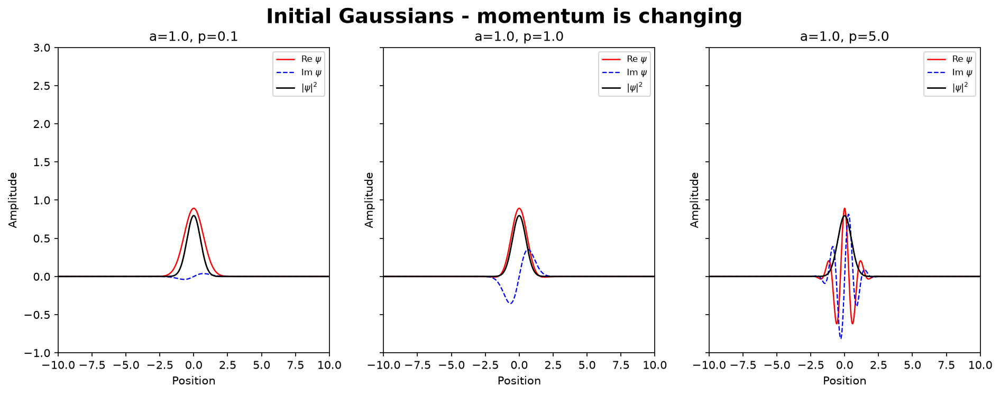 Initial Gaussians - momentum is changing
a=1.0, p=0.1
3.0
2.5
2.0
1.5
1.0
0.5
0.0
−0.5
−1.0
Amplitude
−10.0 −7.5 −5.0 −2.5 0.0 2.5 5.0 7.5 10.0
Position
Re ψ
Im ψ
|ψ|²
a=1.0, p=1.0
Amplitude
−10.0 −7.5 −5.0 −2.5 0.0 2.5 5.0 7.5 10.0
Position
Re ψ
Im ψ
|ψ|²
a=1.0, p=5.0
Amplitude
−10.0 −7.5 −5.0 −2.5 0.0 2.5 5.0 7.5 10.0
Position
Re ψ
Im ψ
|ψ|²